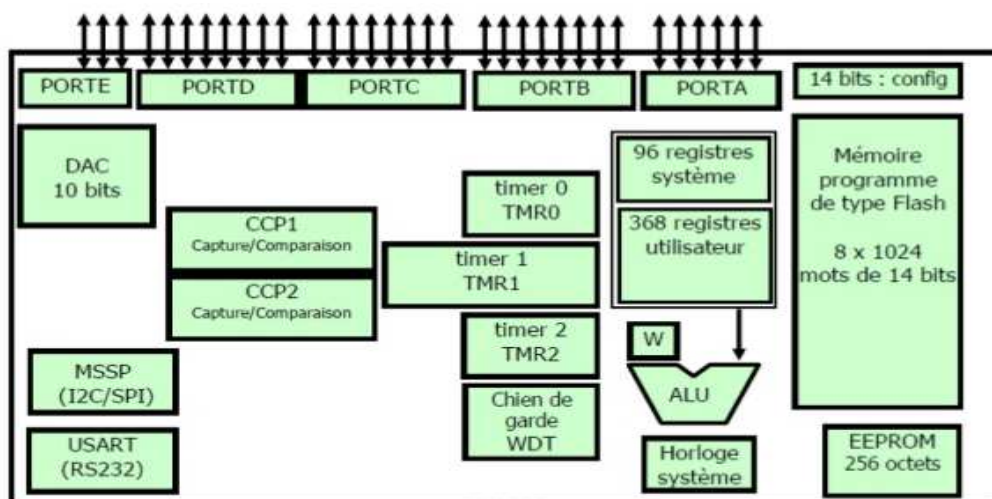 PORTE
PORTD
PORTC
PORTB
PORTA
14 bits : config
DAC
10 bits
CCP1
Capture/Comparaison
CCP2
Capture/Comparaison
MSSP
(I2C/SPI)
USART
(RS232)
timer 0
TMR0
timer 1
TMR1
timer 2
TMR2
Chien de
garde
WDT
96 registres
système
368 registres
utilisateur
W
ALU
Horloge
système
Mémoire
programme
de type Flash
8 x 1024
mots de 14 bits
EEPROM
256 octets